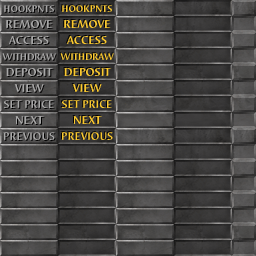 HOOKPNTS HOOKPNTS
REMOVE REMOVE
ACCESS ACCESS
WITHDRAW WITHDRAW
DEPOSIT DEPOSIT
VIEW VIEW
SET PRICE SET PRICE
NEXT NEXT
PREVIOUS PREVIOUS